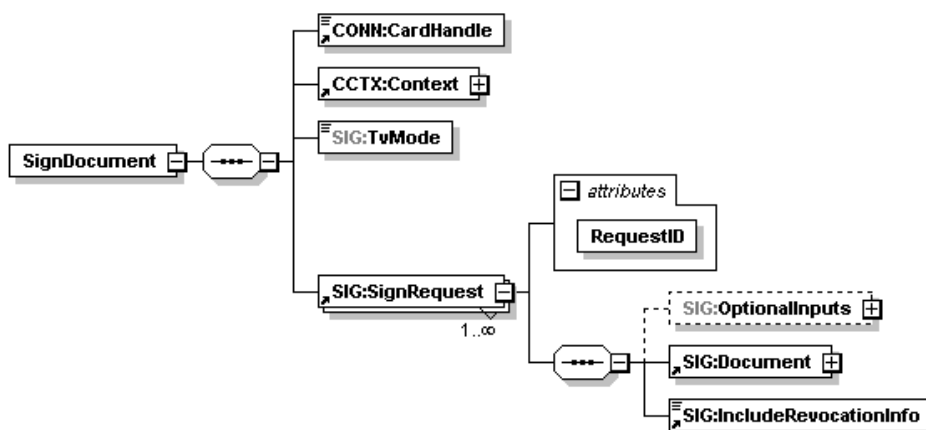 CONN:CardHandle
CCTX:Context
SIG:TvMode
SignDocument
attributes
RequestID
SIG:SignRequest
1..∞
SIG:OptionalInputs
SIG:Document
SIG:IncludeRevocationInfo